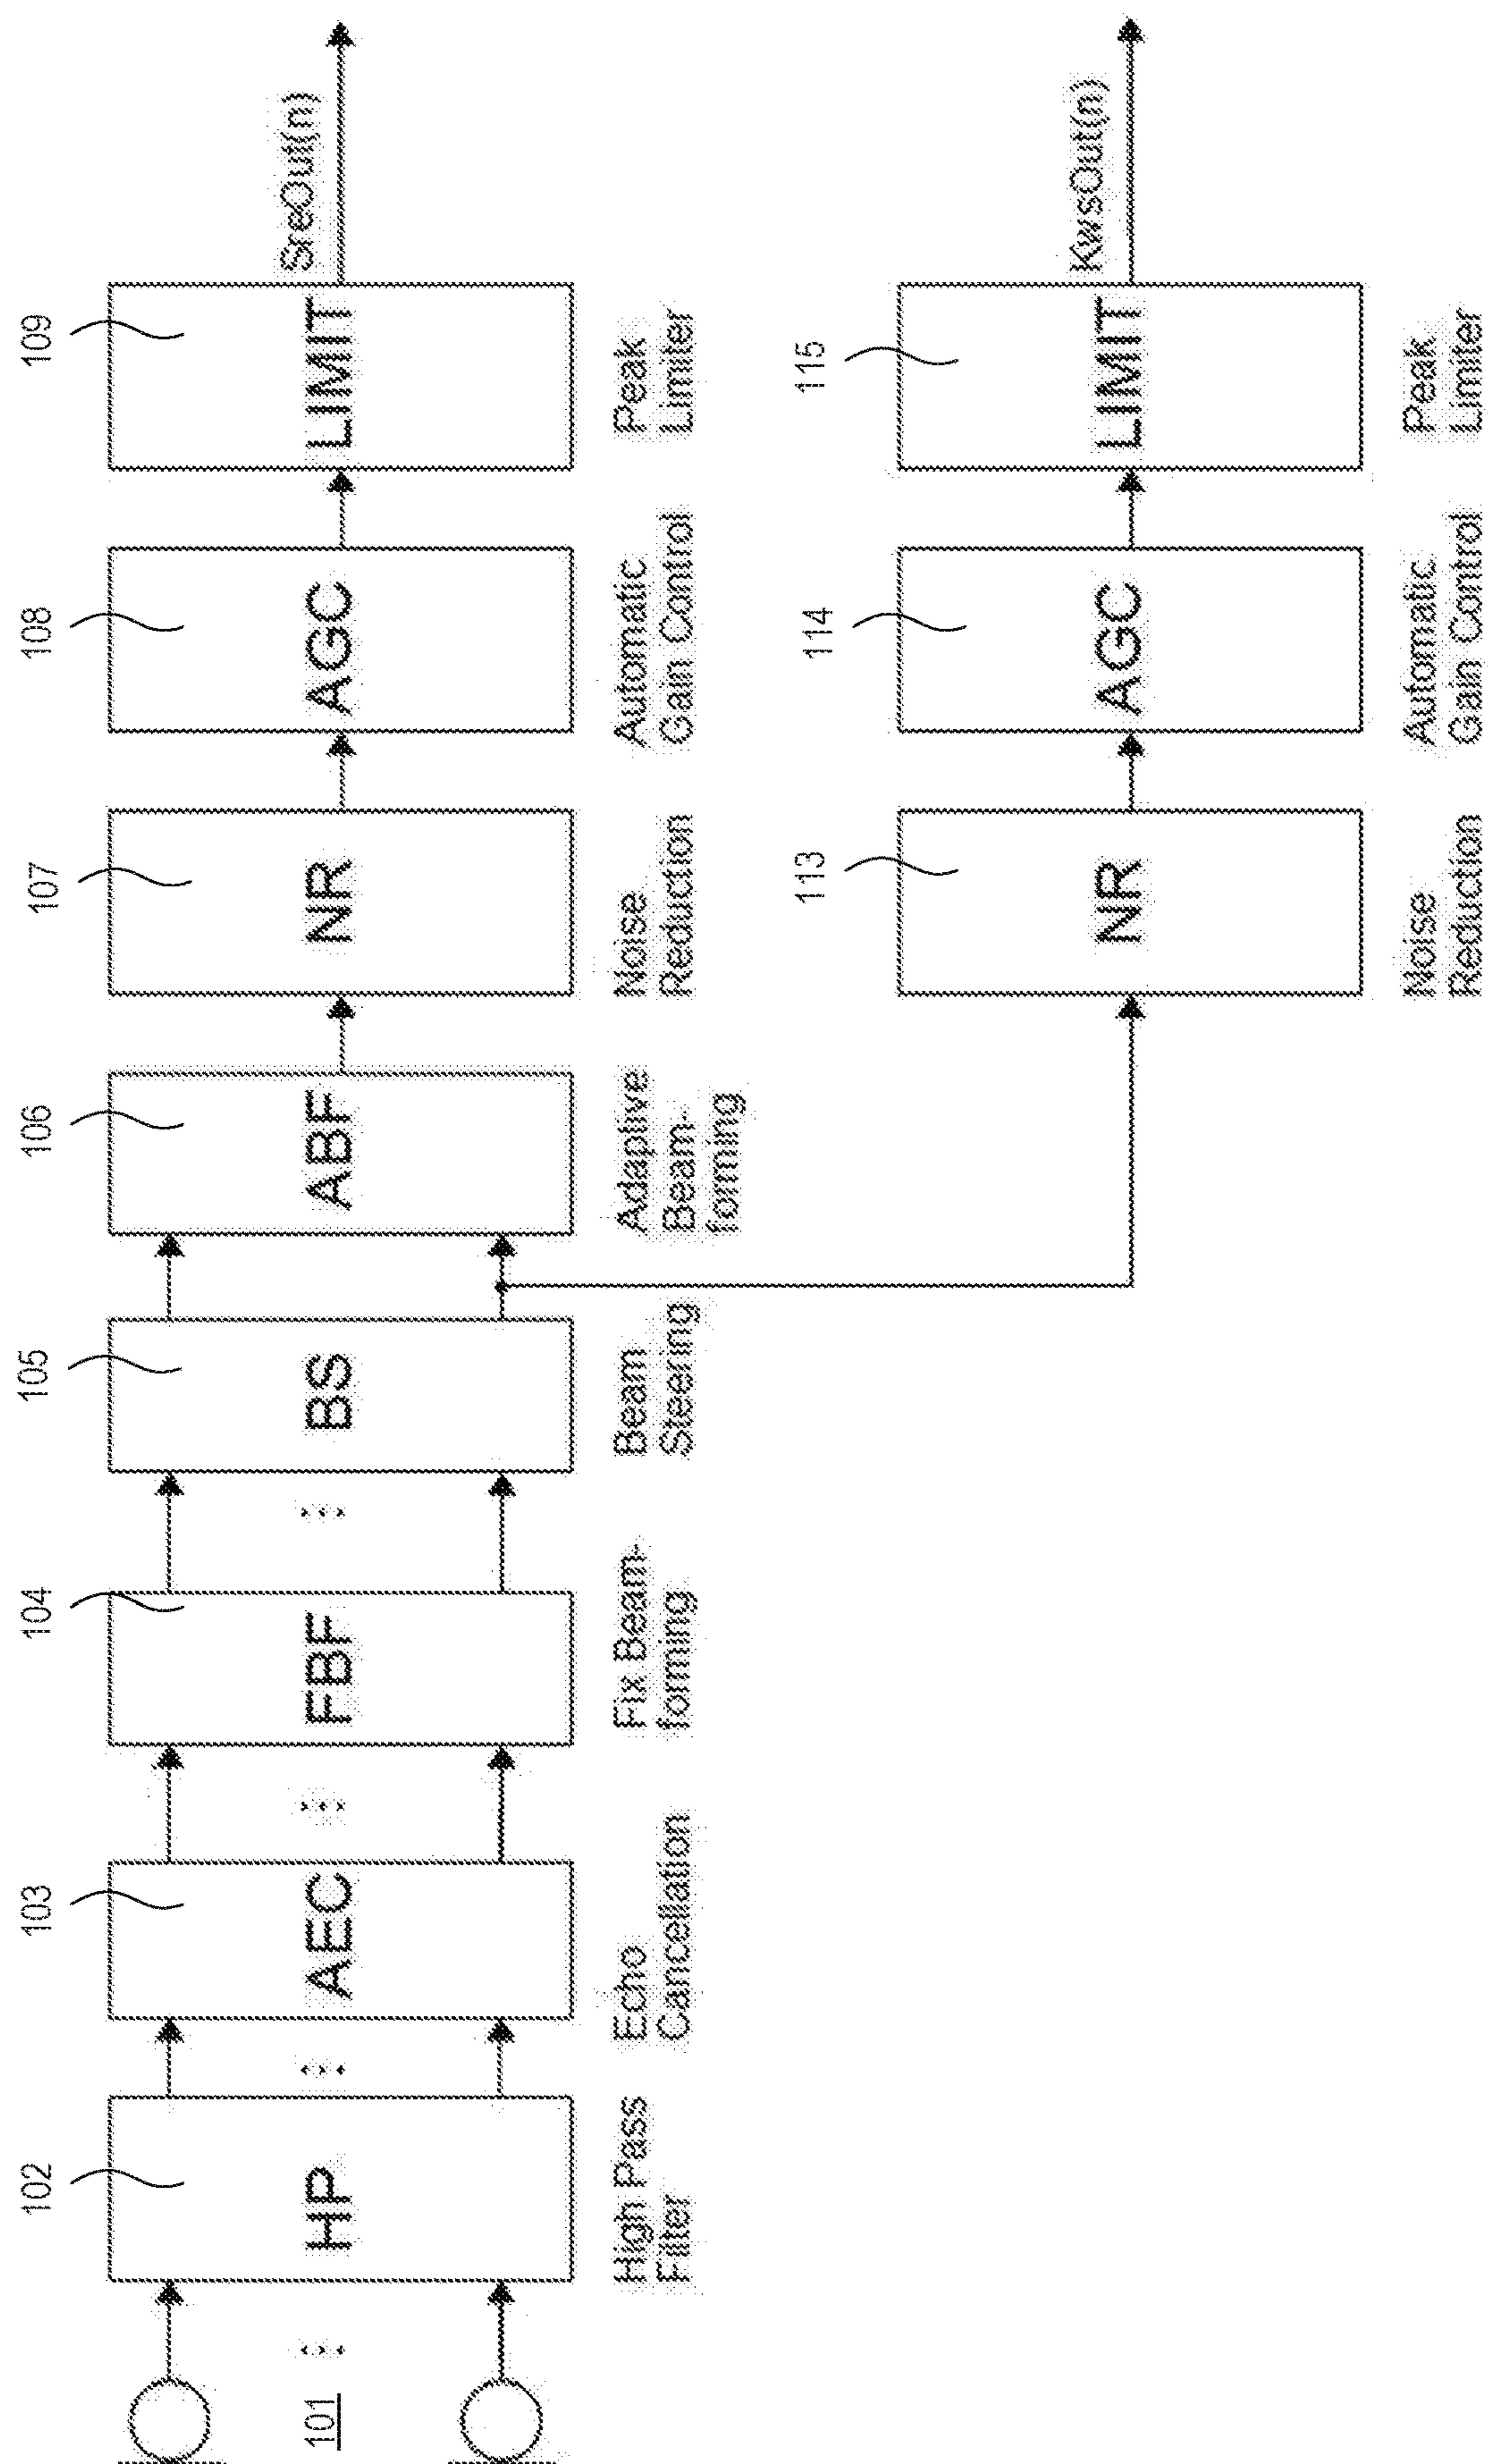 101
102
HP
High Pass
Filter
103
AEC
Echo
Cancellation
104
FBF
Fix Beam-
forming
105
BS
Beam
Steering
106
ABF
Adaptive
Beam-
forming
107
NR
Noise
Reduction
108
AGC
Automatic
Gain Control
109
LIMIT
Peak
Limiter
SreOut(n)
113
NR
Noise
Reduction
114
AGC
Automatic
Gain Control
115
LIMIT
Peak
Limiter
KwsOut(n)